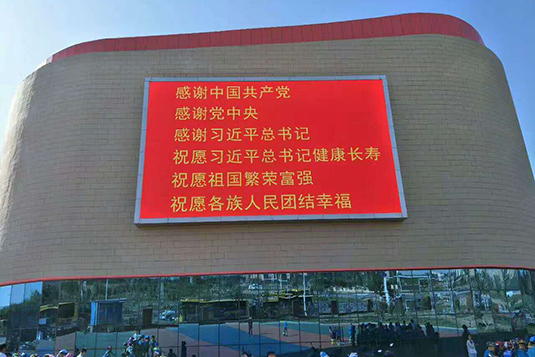 感谢中国共产党
感谢党中央
感谢习近平总书记
祝愿习近平总书记健康长寿
祝愿祖国繁荣富强
祝愿各族人民团结幸福